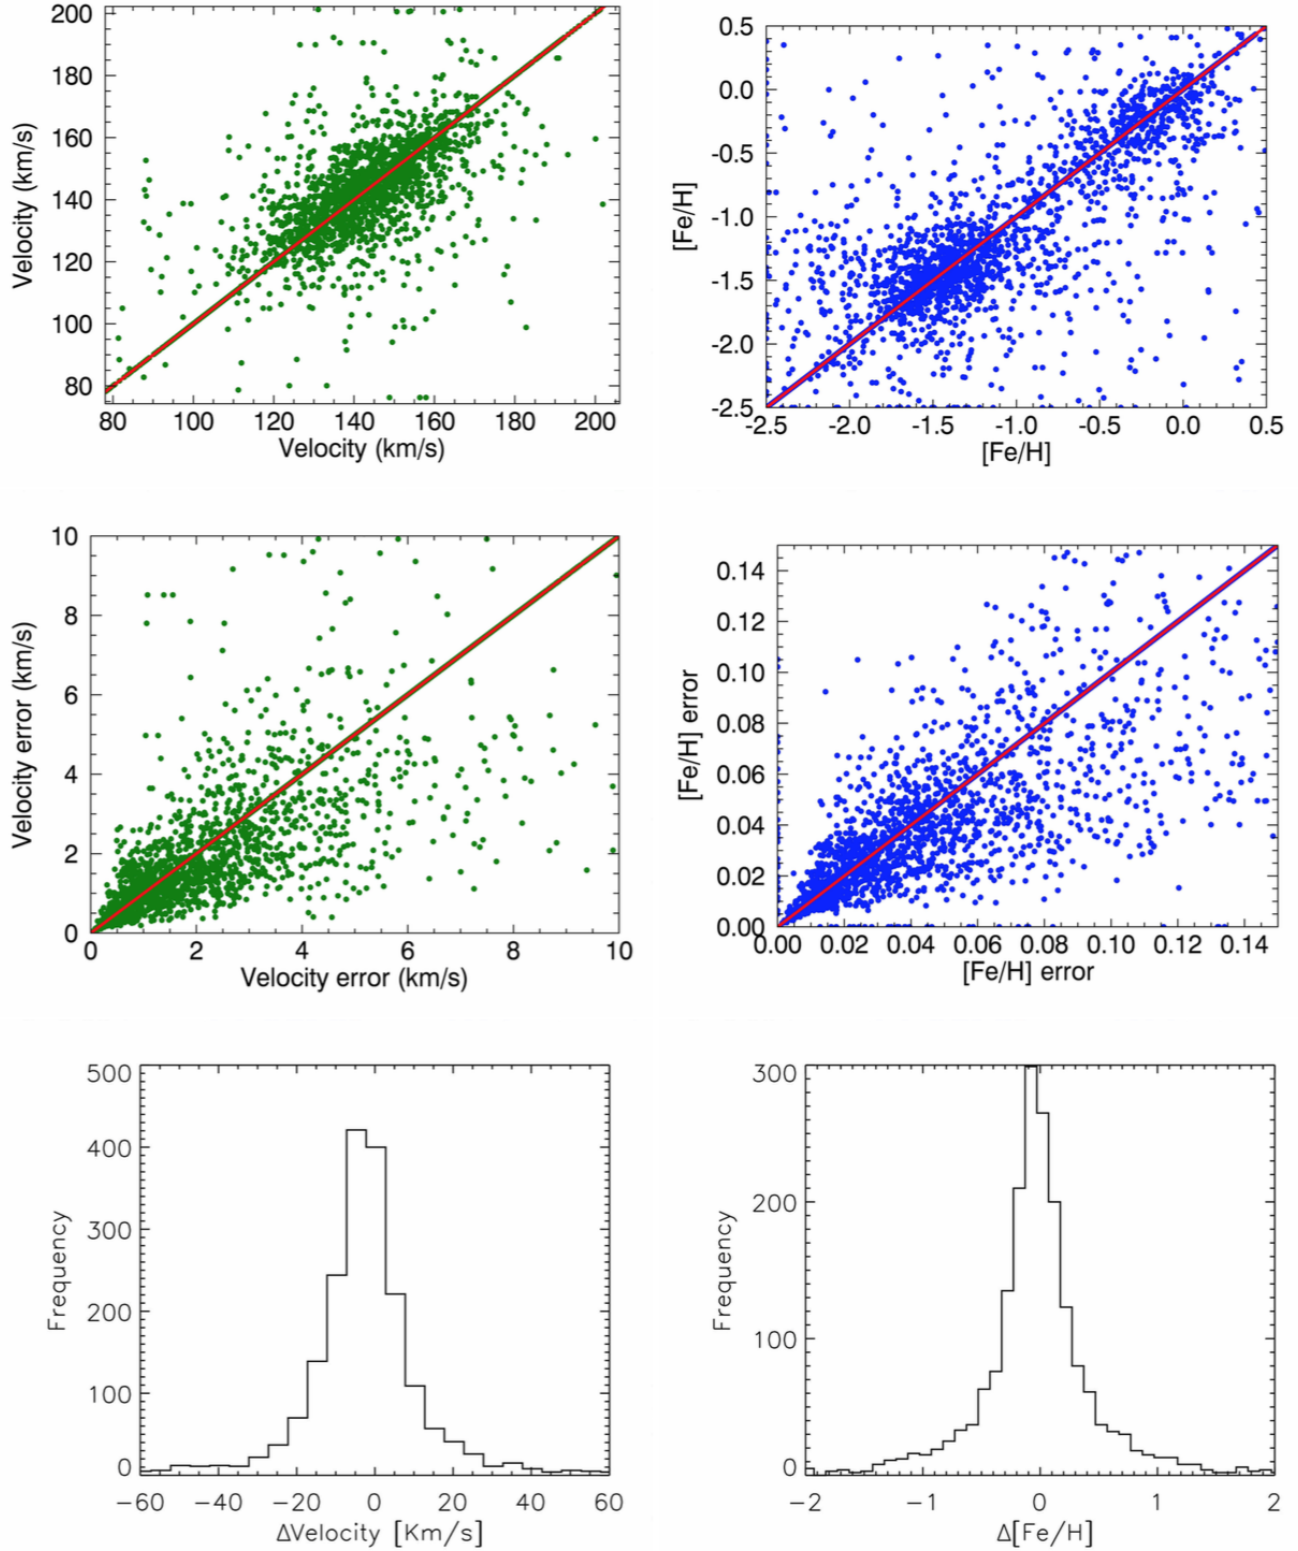 200
180
160
140
120
100
80
Velocity (km/s)
80 100 120 140 160 180 200
Velocity (km/s)
0.5
0.0
-0.5
-1.0
-1.5
-2.0
-2.5
[Fe/H]
-2.5 -2.0 -1.5 -1.0 -0.5 0.0 0.5
[Fe/H]
10
8
6
4
2
0
Velocity error (km/s)
0 2 4 6 8 10
Velocity error (km/s)
0.14
0.12
0.10
0.08
0.06
0.04
0.02
0.00
[Fe/H] error
0.00 0.02 0.04 0.06 0.08 0.10 0.12 0.14
[Fe/H] error
500
400
300
200
100
0
Frequency
−60 −40 −20 0 20 40 60
ΔVelocity [Km/s]
300
200
100
0
Frequency
−2 −1 0 1 2
Δ[Fe/H]